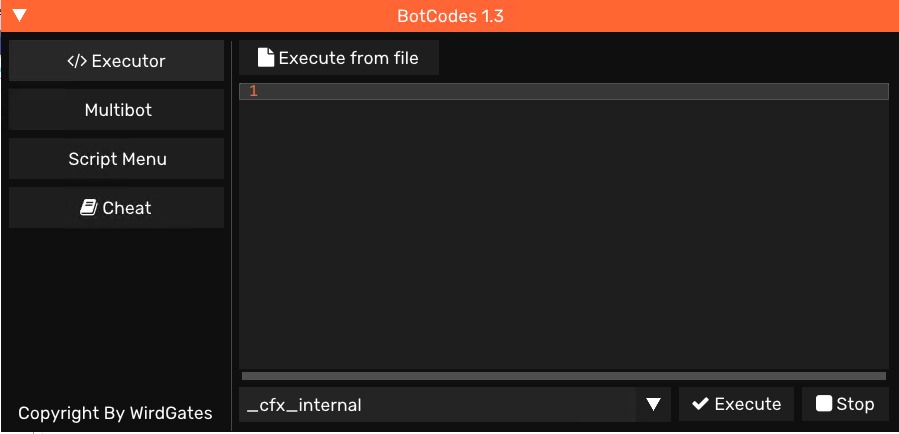 BotCodes 1.3
</> Executor
Multibot
Script Menu
Cheat
Copyright By WirdGates
Execute from file
1
_cfx_internal
Execute
Stop